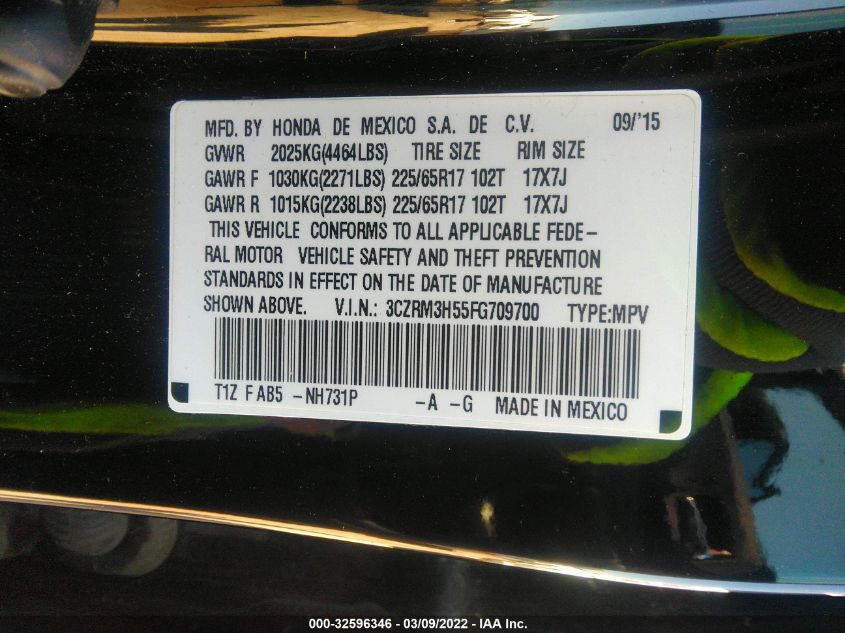 MFD. BY HONDA DE MEXICO S.A. DE C.V. 09/'15
GVWR 2025KG(4464LBS) TIRE SIZE RIM SIZE
GAWR F 1030KG(2271LBS) 225/65R17 102T 17X7J
GAWR R 1015KG(2238LBS) 225/65R17 102T 17X7J
THIS VEHICLE CONFORMS TO ALL APPLICABLE FEDE-
RAL MOTOR VEHICLE SAFETY AND THEFT PREVENTION
STANDARDS IN EFFECT ON THE DATE OF MANUFACTURE
SHOWN ABOVE. V.I.N.: 3CZRM3H55FG709700 TYPE:MPV
T1Z F AB5 -NH731P -A -G MADE IN MEXICO
000-32596346 / 03/09/2022 - IAA Inc.